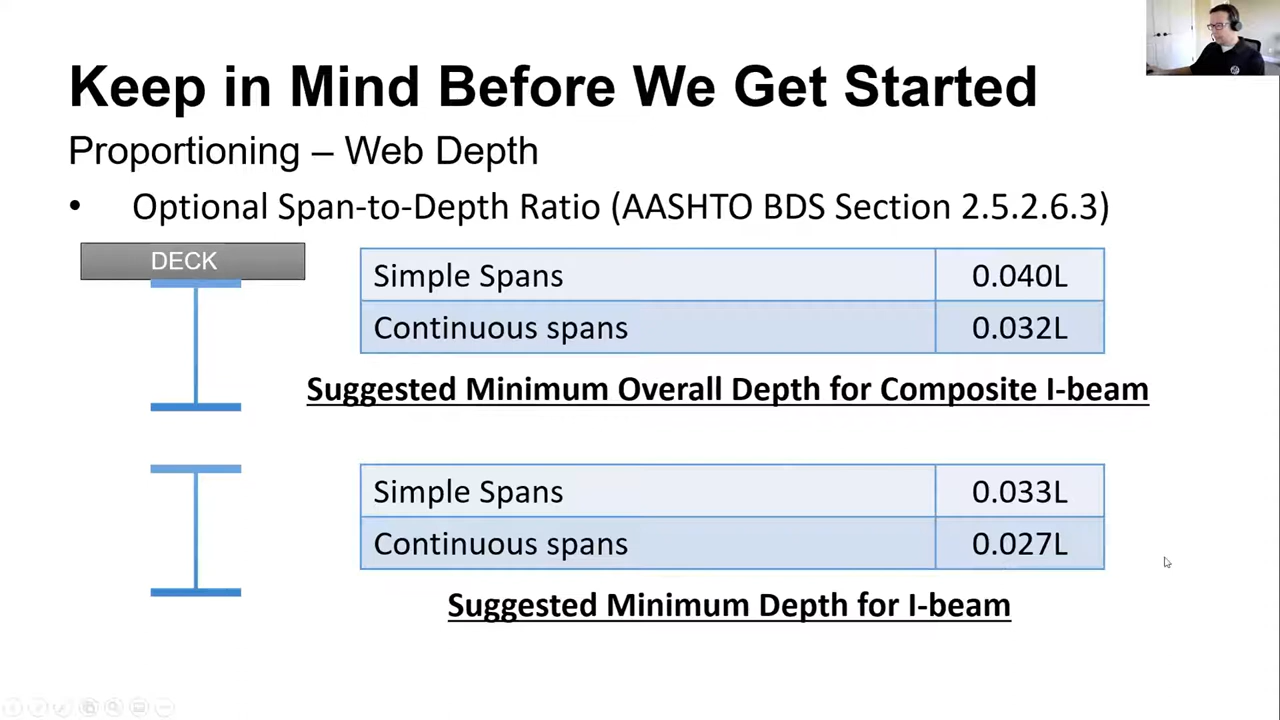 Keep in Mind Before We Get Started
Proportioning – Web Depth
• Optional Span-to-Depth Ratio (AASHTO BDS Section 2.5.2.6.3)
DECK
Simple Spans 0.040L
Continuous spans 0.032L
Suggested Minimum Overall Depth for Composite I-beam
Simple Spans 0.033L
Continuous spans 0.027L
Suggested Minimum Depth for I-beam